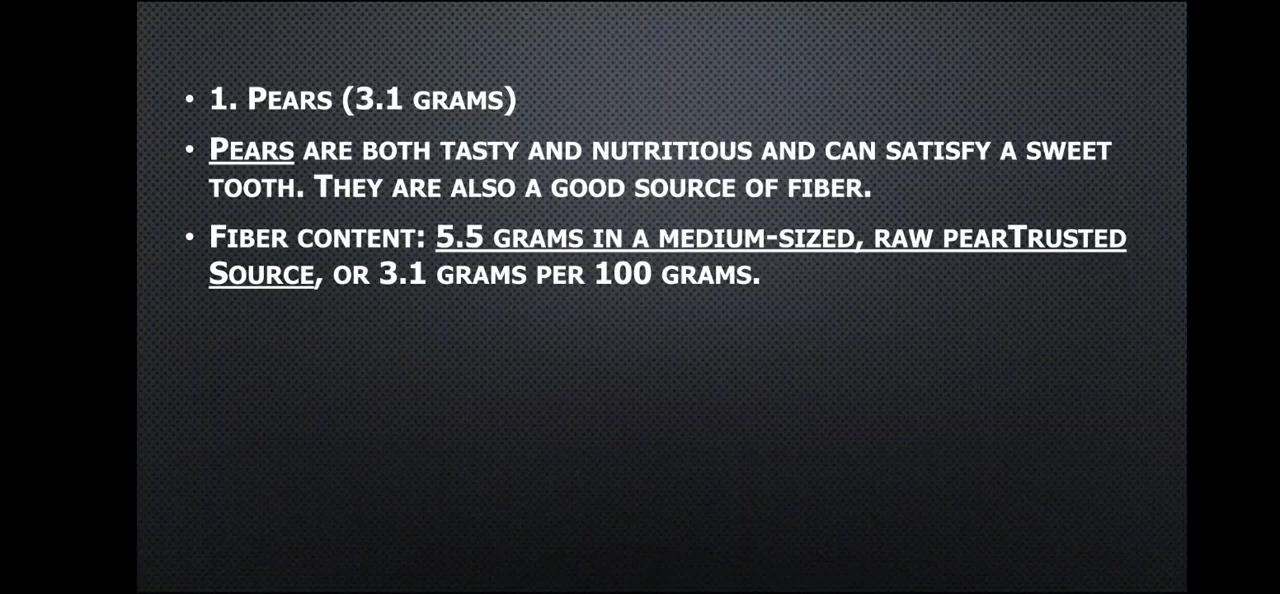 • 1. Pears (3.1 grams)
• Pears are both tasty and nutritious and can satisfy a sweet
tooth. They are also a good source of fiber.
• Fiber content: 5.5 grams in a medium-sized, raw pearTrusted
Source, or 3.1 grams per 100 grams.